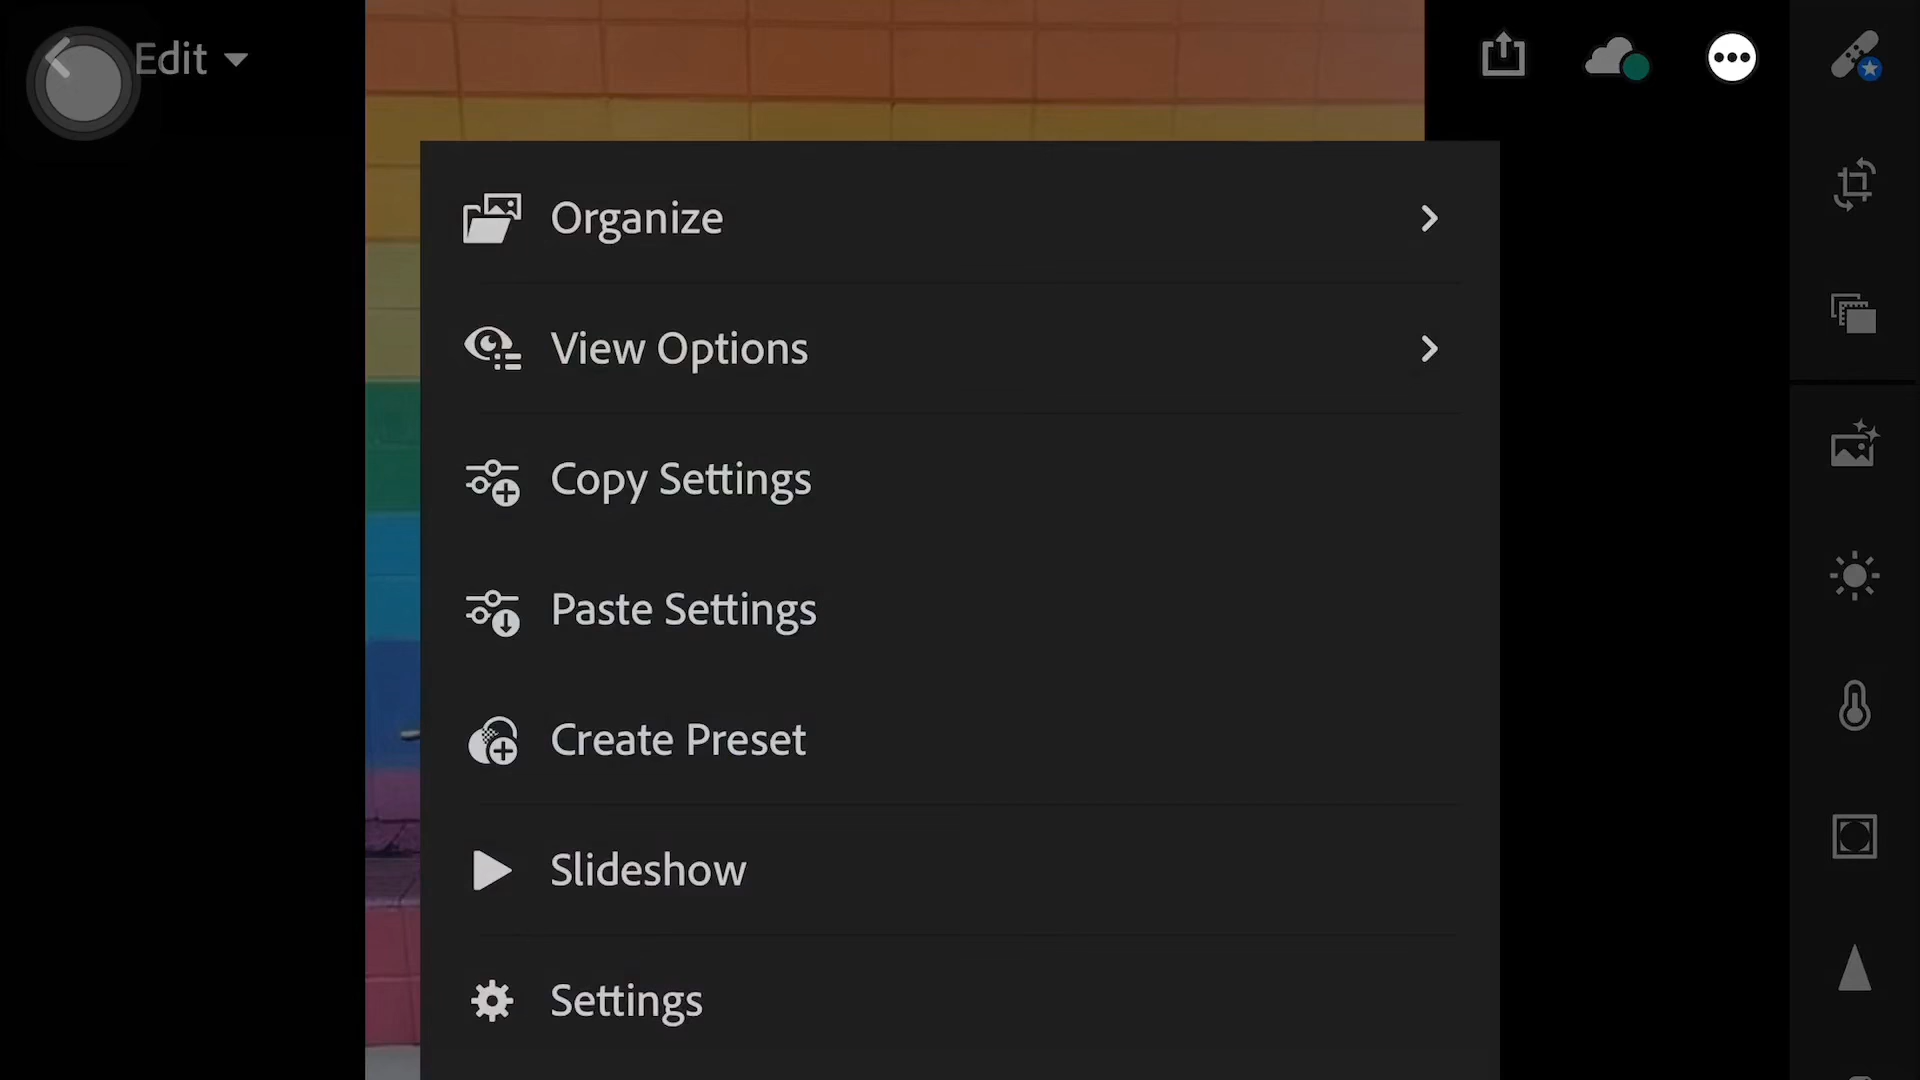 Edit
Organize
View Options
Copy Settings
Paste Settings
Create Preset
Slideshow
Settings